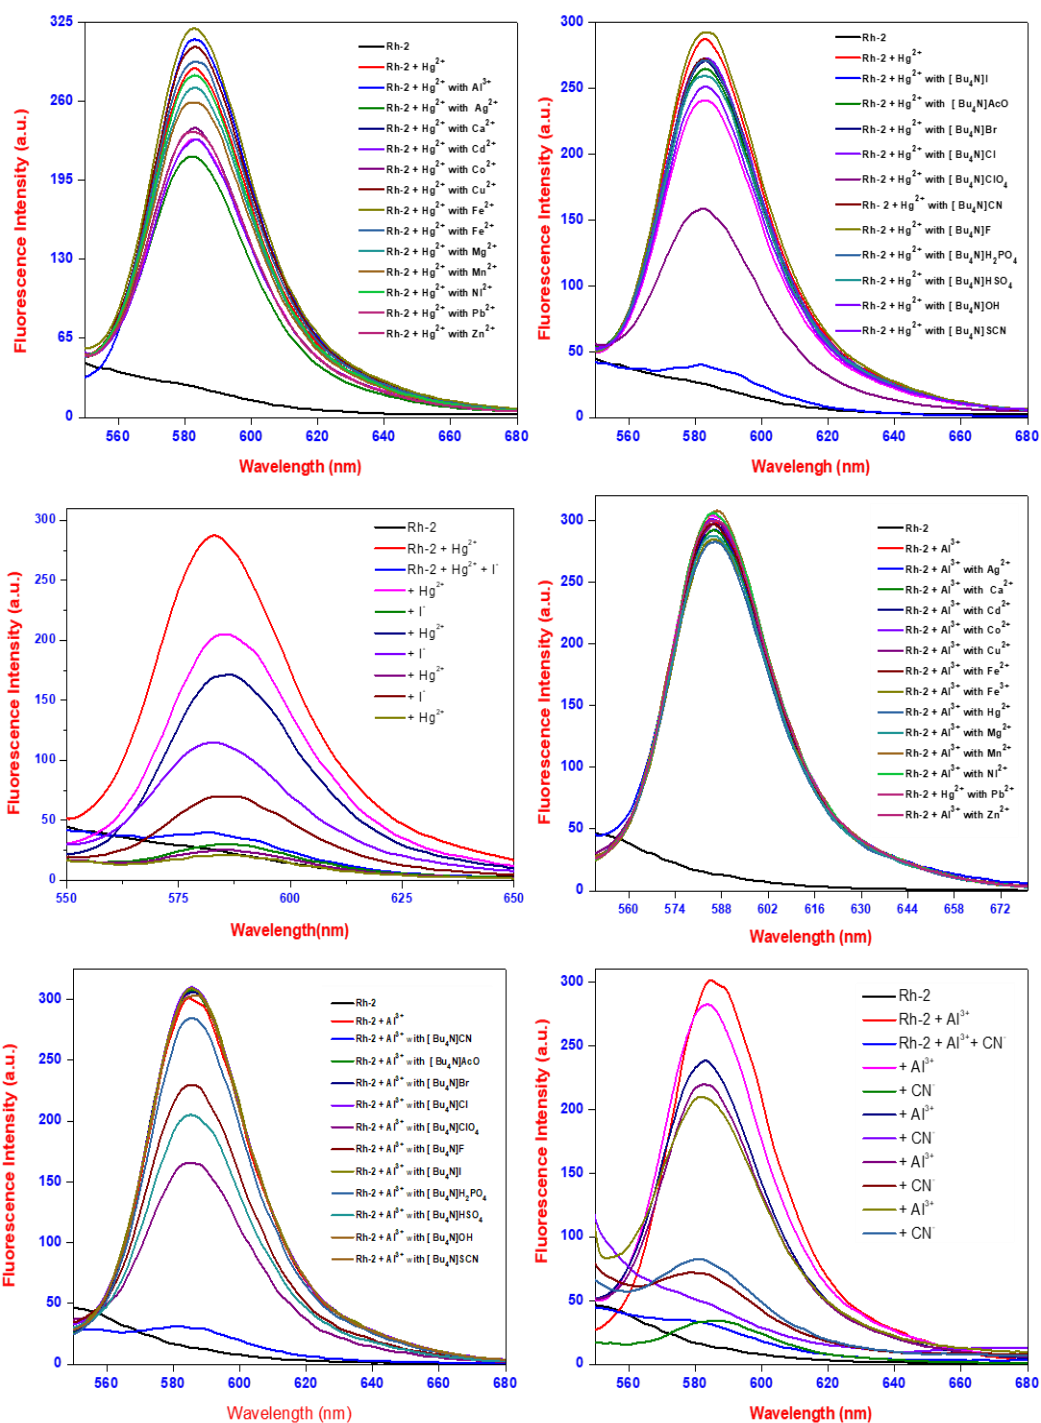 325
260
195
130
65
0
560 580 600 620 640 660 680
Fluorescence Intensity (a.u.)
Wavelength (nm)
Rh-2
Rh-2 + Hg²⁺
Rh-2 + Hg²⁺ with Al³⁺
Rh-2 + Hg²⁺ with Ag²⁺
Rh-2 + Hg²⁺ with Ca²⁺
Rh-2 + Hg²⁺ with Cd²⁺
Rh-2 + Hg²⁺ with Co²⁺
Rh-2 + Hg²⁺ with Cu²⁺
Rh-2 + Hg²⁺ with Fe²⁺
Rh-2 + Hg²⁺ with Fe²⁺
Rh-2 + Hg²⁺ with Mg²⁺
Rh-2 + Hg²⁺ with Mn²⁺
Rh-2 + Hg²⁺ with NI²⁺
Rh-2 + Hg²⁺ with Pb²⁺
Rh-2 + Hg²⁺ with Zn²⁺
300
250
200
150
100
50
0
560 580 600 620 640 660 680
Fluorescence Intensity (a.u.)
Wavelength (nm)
Rh-2
Rh-2 + Hg²⁺
Rh-2 + Hg²⁺ with [ Bu₄N]I
Rh-2 + Hg²⁺ with [ Bu₄N]AcO
Rh-2 + Hg²⁺ with [ Bu₄N]Br
Rh-2 + Hg²⁺ with [ Bu₄N]Cl
Rh-2 + Hg²⁺ with [ Bu₄N]ClO₄
Rh- 2 + Hg²⁺ with [ Bu₄N]CN
Rh-2 + Hg²⁺ with [ Bu₄N]F
Rh-2 + Hg²⁺ with [ Bu₄N]H₂PO₄
Rh-2 + Hg²⁺ with [ Bu₄N]HSO₄
Rh-2 + Hg²⁺ with [ Bu₄N]OH
Rh-2 + Hg²⁺ with [ Bu₄N]SCN
300
250
200
150
100
50
0
550 575 600 625 650
Fluorescence Intensity (a.u.)
Wavelength(nm)
Rh-2
Rh-2 + Hg²⁺
Rh-2 + Hg²⁺ + I⁻
+ Hg²⁺
+ I⁻
+ Hg²⁺
+ I⁻
+ Hg²⁺
+ I⁻
+ Hg²⁺
300
250
200
150
100
50
0
560 574 588 602 616 630 644 658 672
Fluorescence Intensity (a.u.)
Wavelength (nm)
Rh-2
Rh-2 + Al³⁺
Rh-2 + Al³⁺ with Ag²⁺
Rh-2 + Al³⁺ with Ca²⁺
Rh-2 + Al³⁺ with Cd²⁺
Rh-2 + Al³⁺ with Co²⁺
Rh-2 + Al³⁺ with Cu²⁺
Rh-2 + Al³⁺ with Fe²⁺
Rh-2 + Al³⁺ with Fe³⁺
Rh-2 + Al³⁺ with Hg²⁺
Rh-2 + Al³⁺ with Mg²⁺
Rh-2 + Al³⁺ with Mn²⁺
Rh-2 + Al³⁺ with NI²⁺
Rh-2 + Hg²⁺ with Pb²⁺
Rh-2 + Al³⁺ with Zn²⁺
300
250
200
150
100
50
0
560 580 600 620 640 660 680
Fluorescence Intensity (a.u.)
Wavelength (nm)
Rh-2
Rh-2 + Al³⁺
Rh-2 + Al³⁺ with [ Bu₄N]CN
Rh-2 + Al³⁺ with [ Bu₄N]AcO
Rh-2 + Al³⁺ with [ Bu₄N]Br
Rh-2 + Al³⁺ with [ Bu₄N]Cl
Rh-2 + Al³⁺ with [ Bu₄N]ClO₄
Rh-2 + Al³⁺ with [ Bu₄N]F
Rh-2 + Al³⁺ with [ Bu₄N]I
Rh-2 + Al³⁺ with [ Bu₄N]H₂PO₄
Rh-2 + Al³⁺ with [ Bu₄N]HSO₄
Rh-2 + Al³⁺ with [ Bu₄N]OH
Rh-2 + Al³⁺ with [ Bu₄N]SCN
300
250
200
150
100
50
0
560 580 600 620 640 660 680
Fluorescence Intensity (a.u.)
Wavelength (nm)
Rh-2
Rh-2 + Al³⁺
Rh-2 + Al³⁺ + CN⁻
+ Al³⁺
+ CN⁻
+ Al³⁺
+ CN⁻
+ Al³⁺
+ CN⁻
+ Al³⁺
+ CN⁻